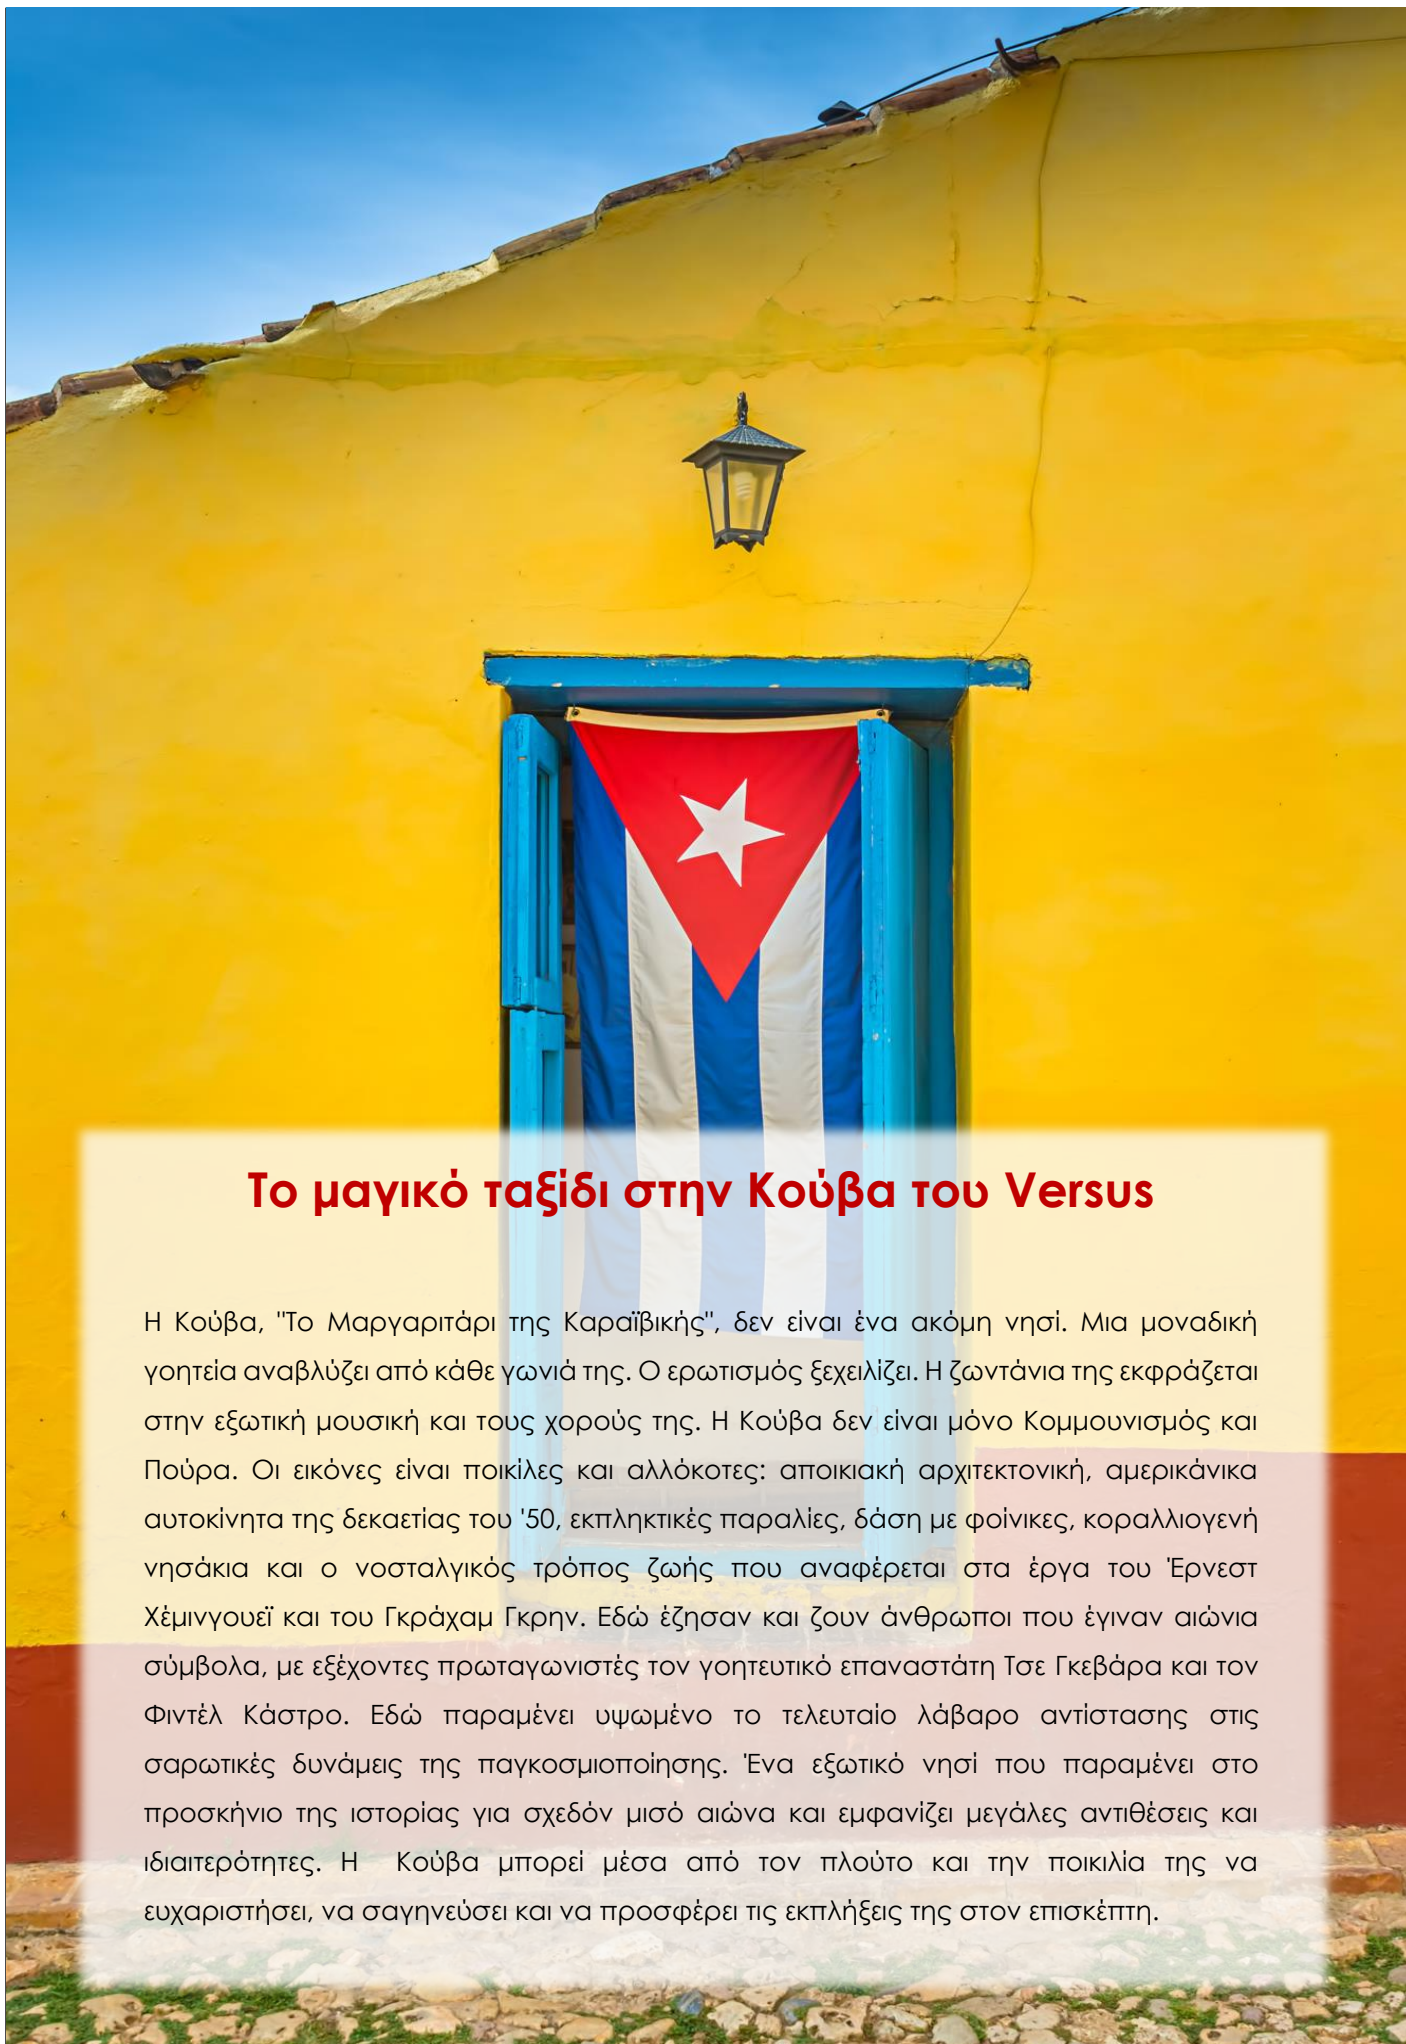 Το μαγικό ταξίδι στην Κούβα του Versus
Η Κούβα, "Το Μαργαριτάρι της Καραϊβικής", δεν είναι ένα ακόμη νησί. Μια μοναδική
γοητεία αναβλύζει από κάθε γωνιά της. Ο ερωτισμός ξεχειλίζει. Η ζωντάνια της εκφράζεται
στην εξωτική μουσική και τους χορούς της. Η Κούβα δεν είναι μόνο Κομμουνισμός και
Πούρα. Οι εικόνες είναι ποικίλες και αλλόκοτες: αποικιακή αρχιτεκτονική, αμερικάνικα
αυτοκίνητα της δεκαετίας του '50, εκπληκτικές παραλίες, δάση με φοίνικες, κοραλλιογενή
νησάκια και ο νοσταλγικός τρόπος ζωής που αναφέρεται στα έργα του Έρνεστ
Χέμινγουεϊ και του Γκράχαμ Γκρην. Εδώ έζησαν και ζουν άνθρωποι που έγιναν αιώνια
σύμβολα, με εξέχοντες πρωταγωνιστές τον γοητευτικό επαναστάτη Τσε Γκεβάρα και τον
Φιντέλ Κάστρο. Εδώ παραμένει υψωμένο το τελευταίο λάβαρο αντίστασης στις
σαρωτικές δυνάμεις της παγκοσμιοποίησης. Ένα εξωτικό νησί που παραμένει στο
προσκήνιο της ιστορίας για σχεδόν μισό αιώνα και εμφανίζει μεγάλες αντιθέσεις και
ιδιαιτερότητες. Η Κούβα μπορεί μέσα από τον πλούτο και την ποικιλία της να
ευχαριστήσει, να σαγηνεύσει και να προσφέρει τις εκπλήξεις της στον επισκέπτη.